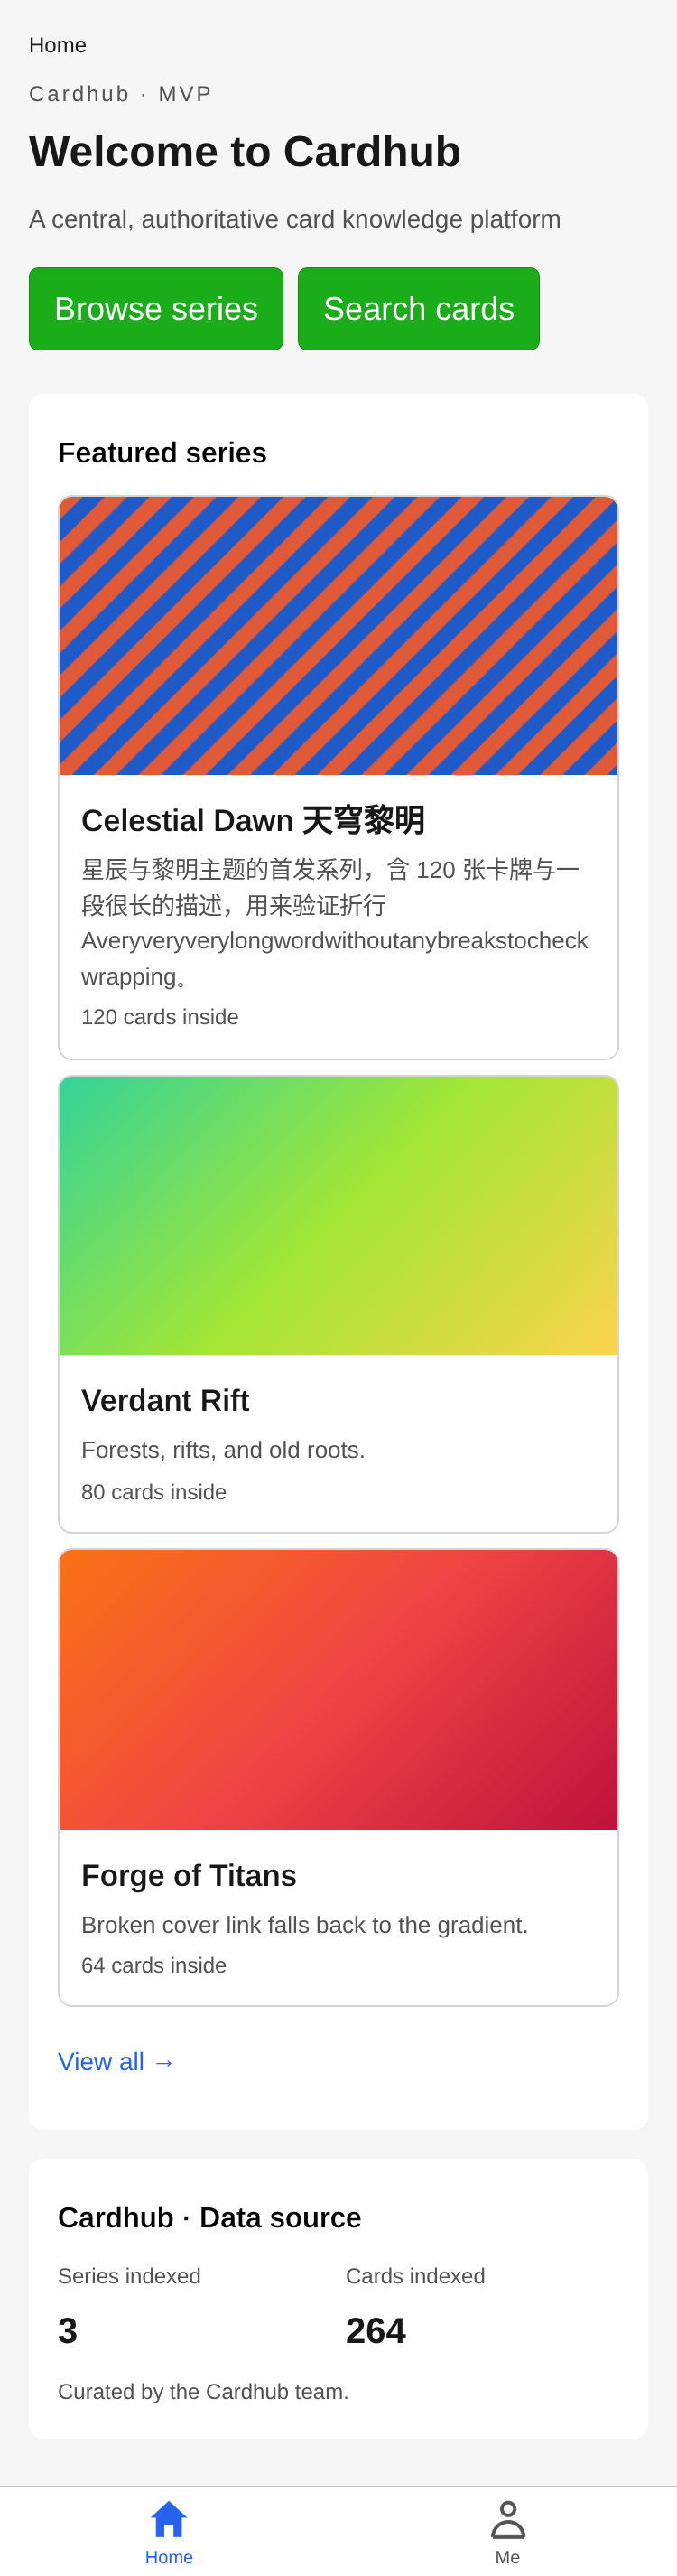 Home
Cardhub · MVP
Welcome to Cardhub
A central, authoritative card knowledge platform
Browse series
Search cards
Featured series
Celestial Dawn 天穹黎明
星辰与黎明主题的首发系列，含 120 张卡牌与一
段很长的描述，用来验证折行
Averyveryverylongwordwithoutanybreakstocheck
wrapping。
120 cards inside
Verdant Rift
Forests, rifts, and old roots.
80 cards inside
Forge of Titans
Broken cover link falls back to the gradient.
64 cards inside
View all →
Cardhub · Data source
Series indexed
Cards indexed
3
264
Curated by the Cardhub team.
Home
Me